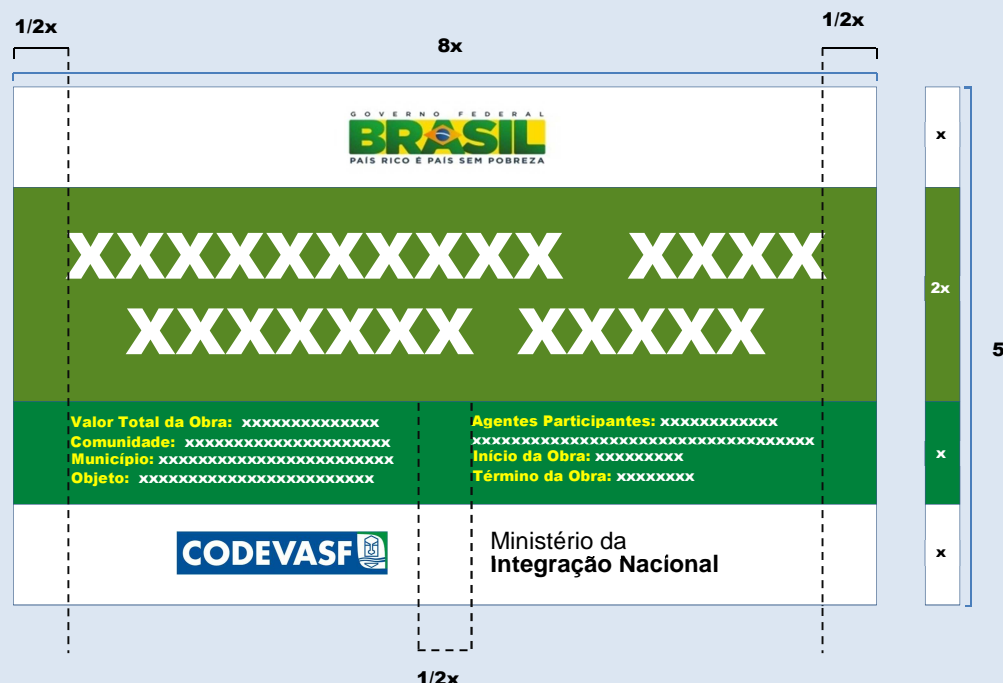 1/2x
1/2x
8x
GOVERNO FEDERAL
BRASIL
PAÍS RICO É PAÍS SEM POBREZA
x
XXXXXXXXXXX XXXX
XXXXXXX XXXXX
2x
5
Valor Total da Obra: xxxxxxxxxxxxxx
Comunidade: xxxxxxxxxxxxxxxxxxxxx
Município: xxxxxxxxxxxxxxxxxxxxxxxx
Objeto: xxxxxxxxxxxxxxxxxxxxxxxx
Agentes Participantes: xxxxxxxxxxxx
xxxxxxxxxxxxxxxxxxxxxxxxxxxxxxxxxxx
Início da Obra: xxxxxxxxx
Término da Obra: xxxxxxxx
x
CODEVASF
Ministério da
Integração Nacional
x
1/2x